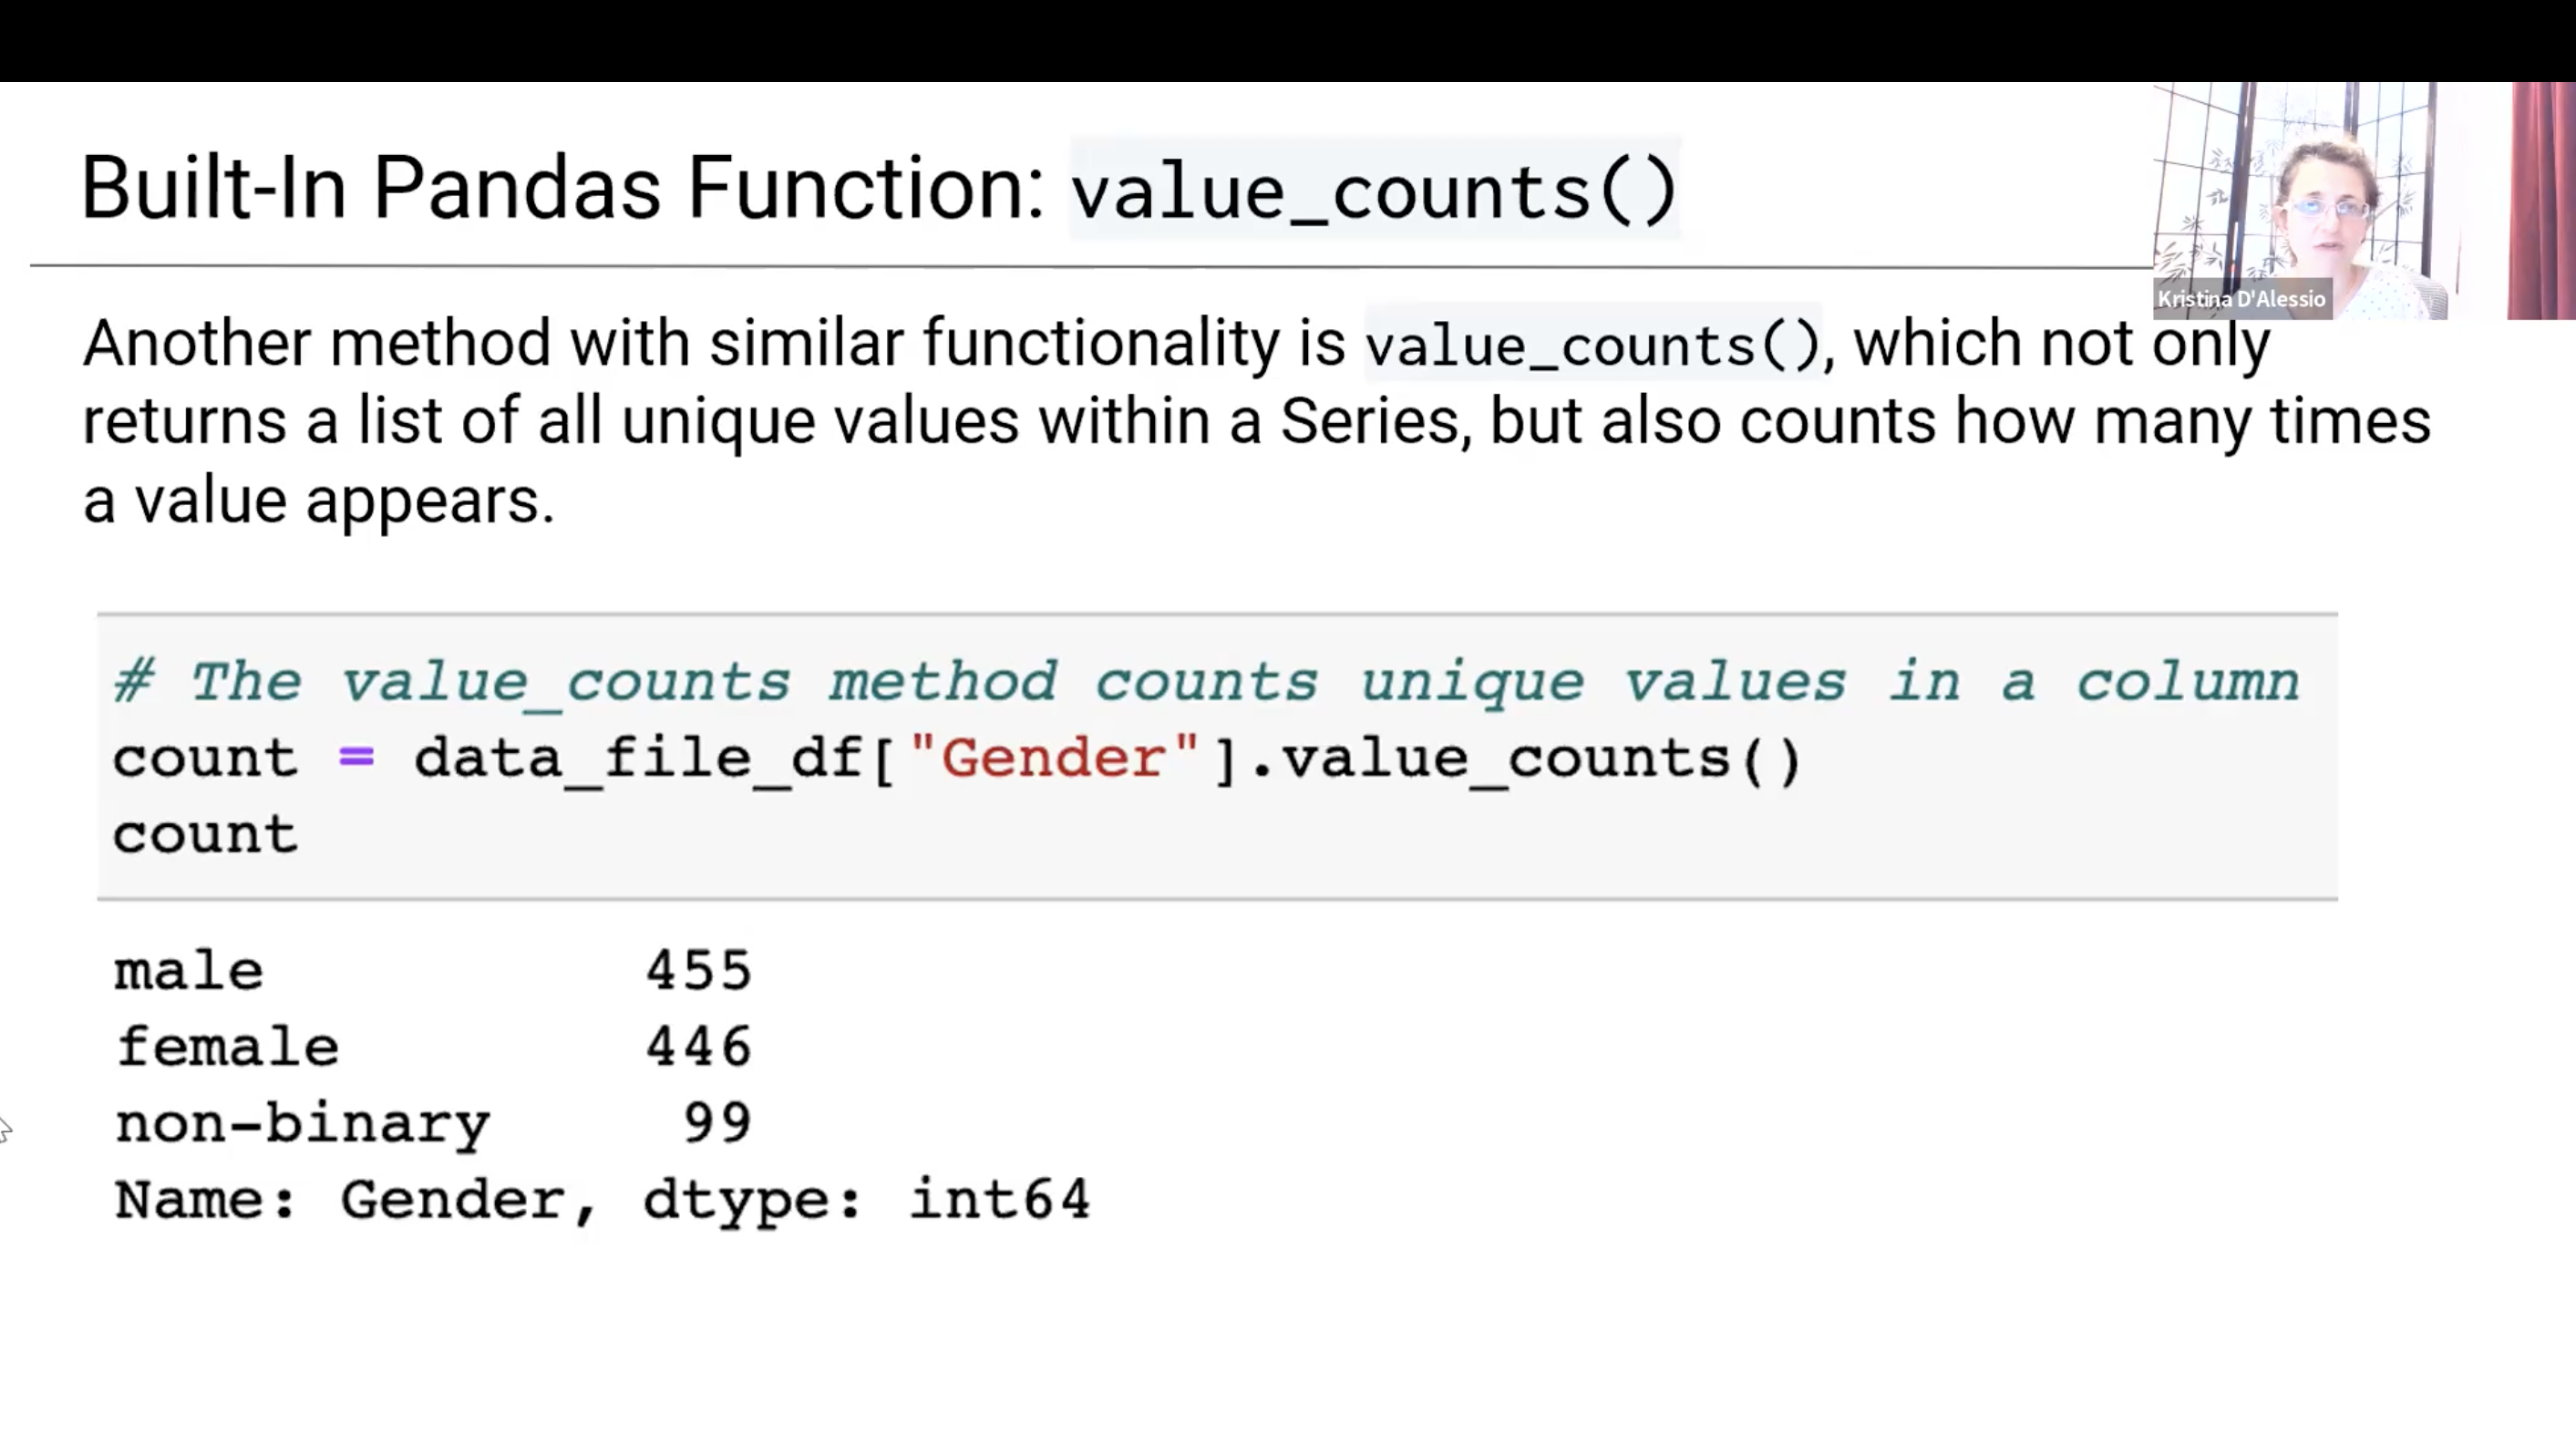 Built-In Pandas Function: value_counts()
Kristina D'Alessio
Another method with similar functionality is value_counts(), which not only
returns a list of all unique values within a Series, but also counts how many times
a value appears.
# The value_counts method counts unique values in a column
count = data_file_df["Gender"].value_counts()
count
male 455
female 446
non-binary 99
Name: Gender, dtype: int64